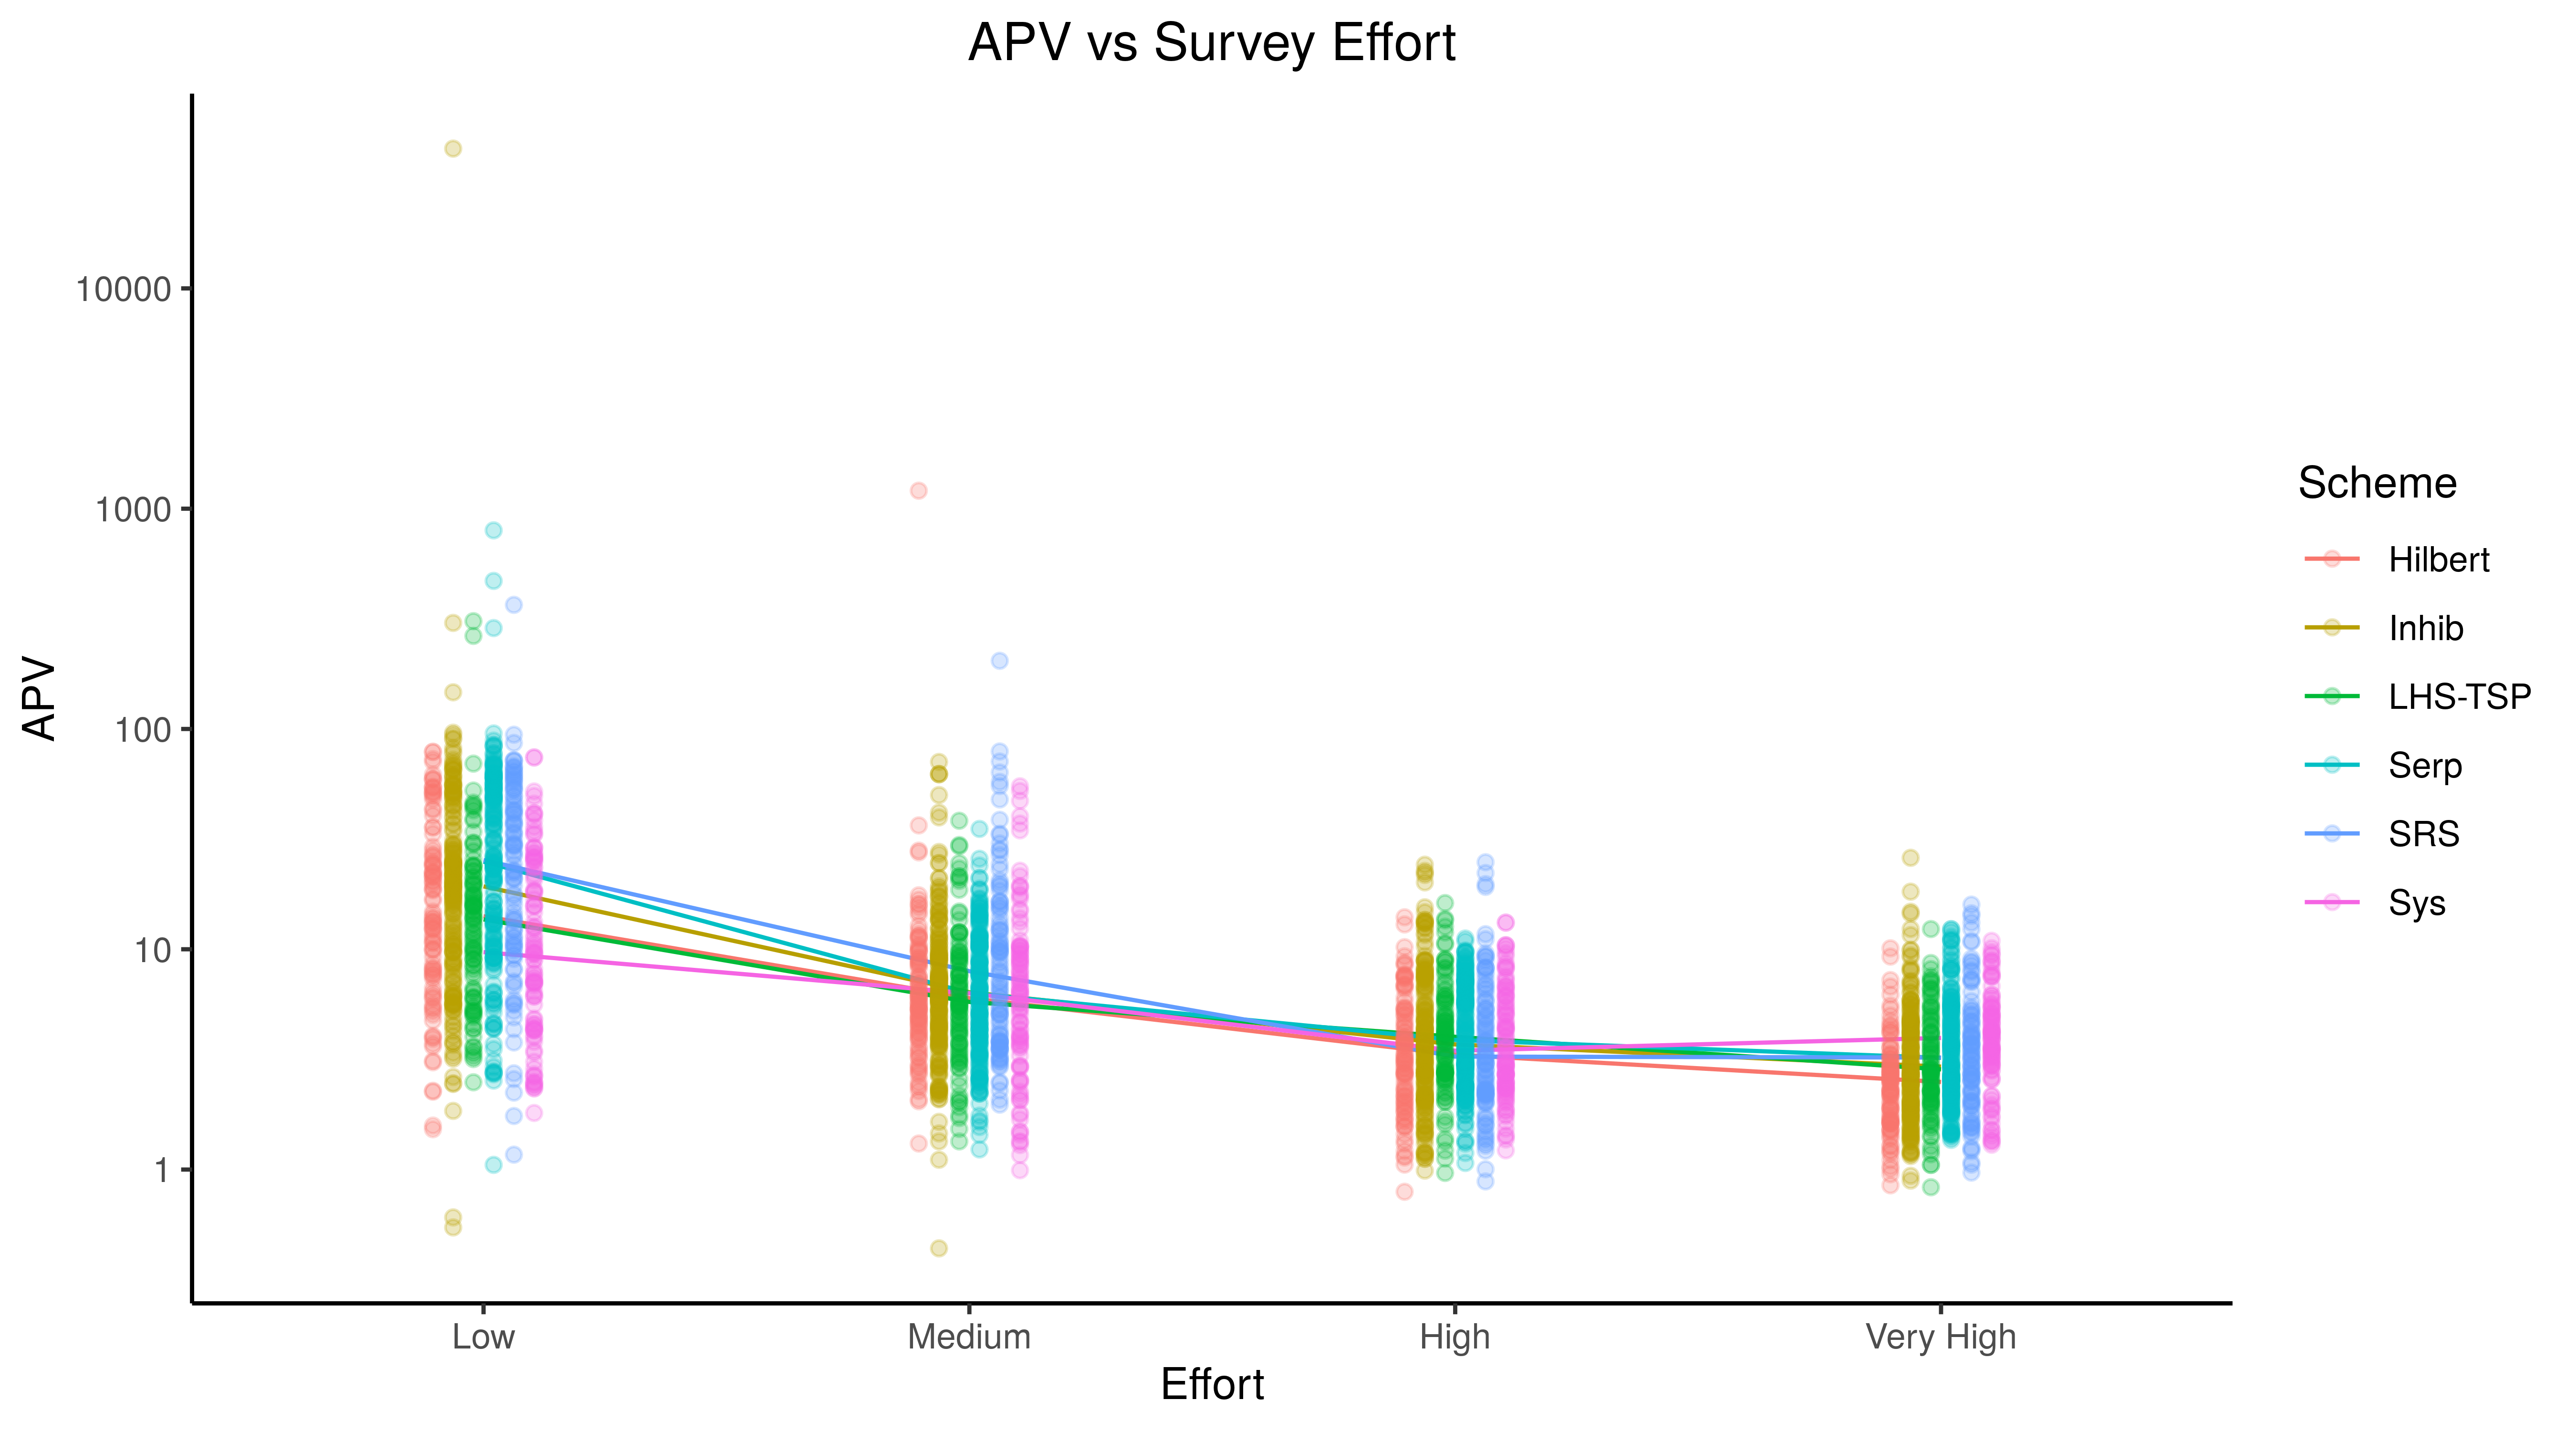 APV vs Survey Effort
APV
10000
1000
100
10
1
Low
Medium
High
Very High
Effort
Scheme
Hilbert
Inhib
LHS-TSP
Serp
SRS
Sys